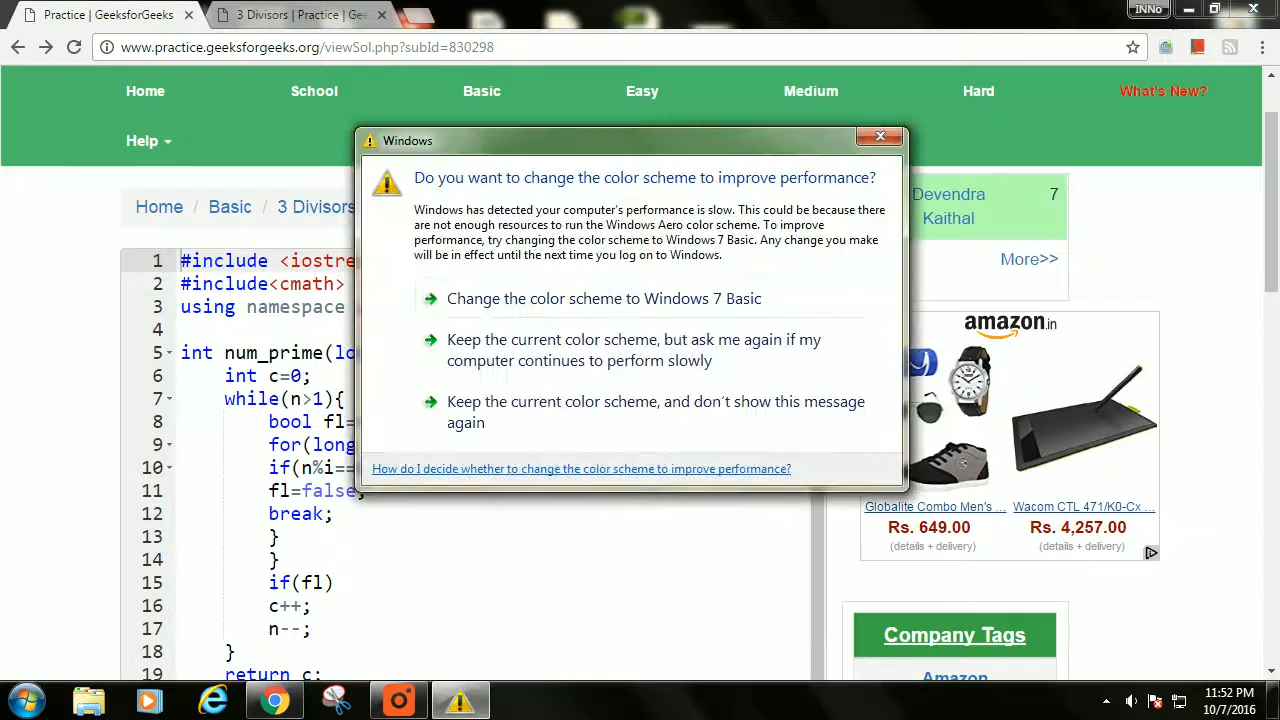 Practice | GeeksforGeeks
3 Divisors | Practice | Gee
INNo
www.practice.geeksforgeeks.org/viewSol.php?subId=830298
Home School Basic Easy Medium Hard What's New?
Help
Windows
Do you want to change the color scheme to improve performance?
Windows has detected your computer's performance is slow. This could be because there
are not enough resources to run the Windows Aero color scheme. To improve
performance, try changing the color scheme to Windows 7 Basic. Any change you make
will be in effect until the next time you log on to Windows.
Change the color scheme to Windows 7 Basic
Keep the current color scheme, but ask me again if my
computer continues to perform slowly
Keep the current color scheme, and don't show this message
again
How do I decide whether to change the color scheme to improve performance?
Home / Basic / 3 Divisors
1 #include <iostre
2 #include<cmath>
3 using namespace
4
5 int num_prime(lo
6 int c=0;
7 while(n>1){
8 bool fl=
9 for(long
10 if(n%i==
11 fl=false;
12 break;
13 }
14 }
15 if(fl)
16 c++;
17 n--;
18 }
19 return c;
Devendra 7
Kaithal
More>>
amazon.in
Globalite Combo Men's ...
Rs. 649.00
(details + delivery)
Wacom CTL 471/K0-Cx ...
Rs. 4,257.00
(details + delivery)
Company Tags
Amazon
11:52 PM
10/7/2016